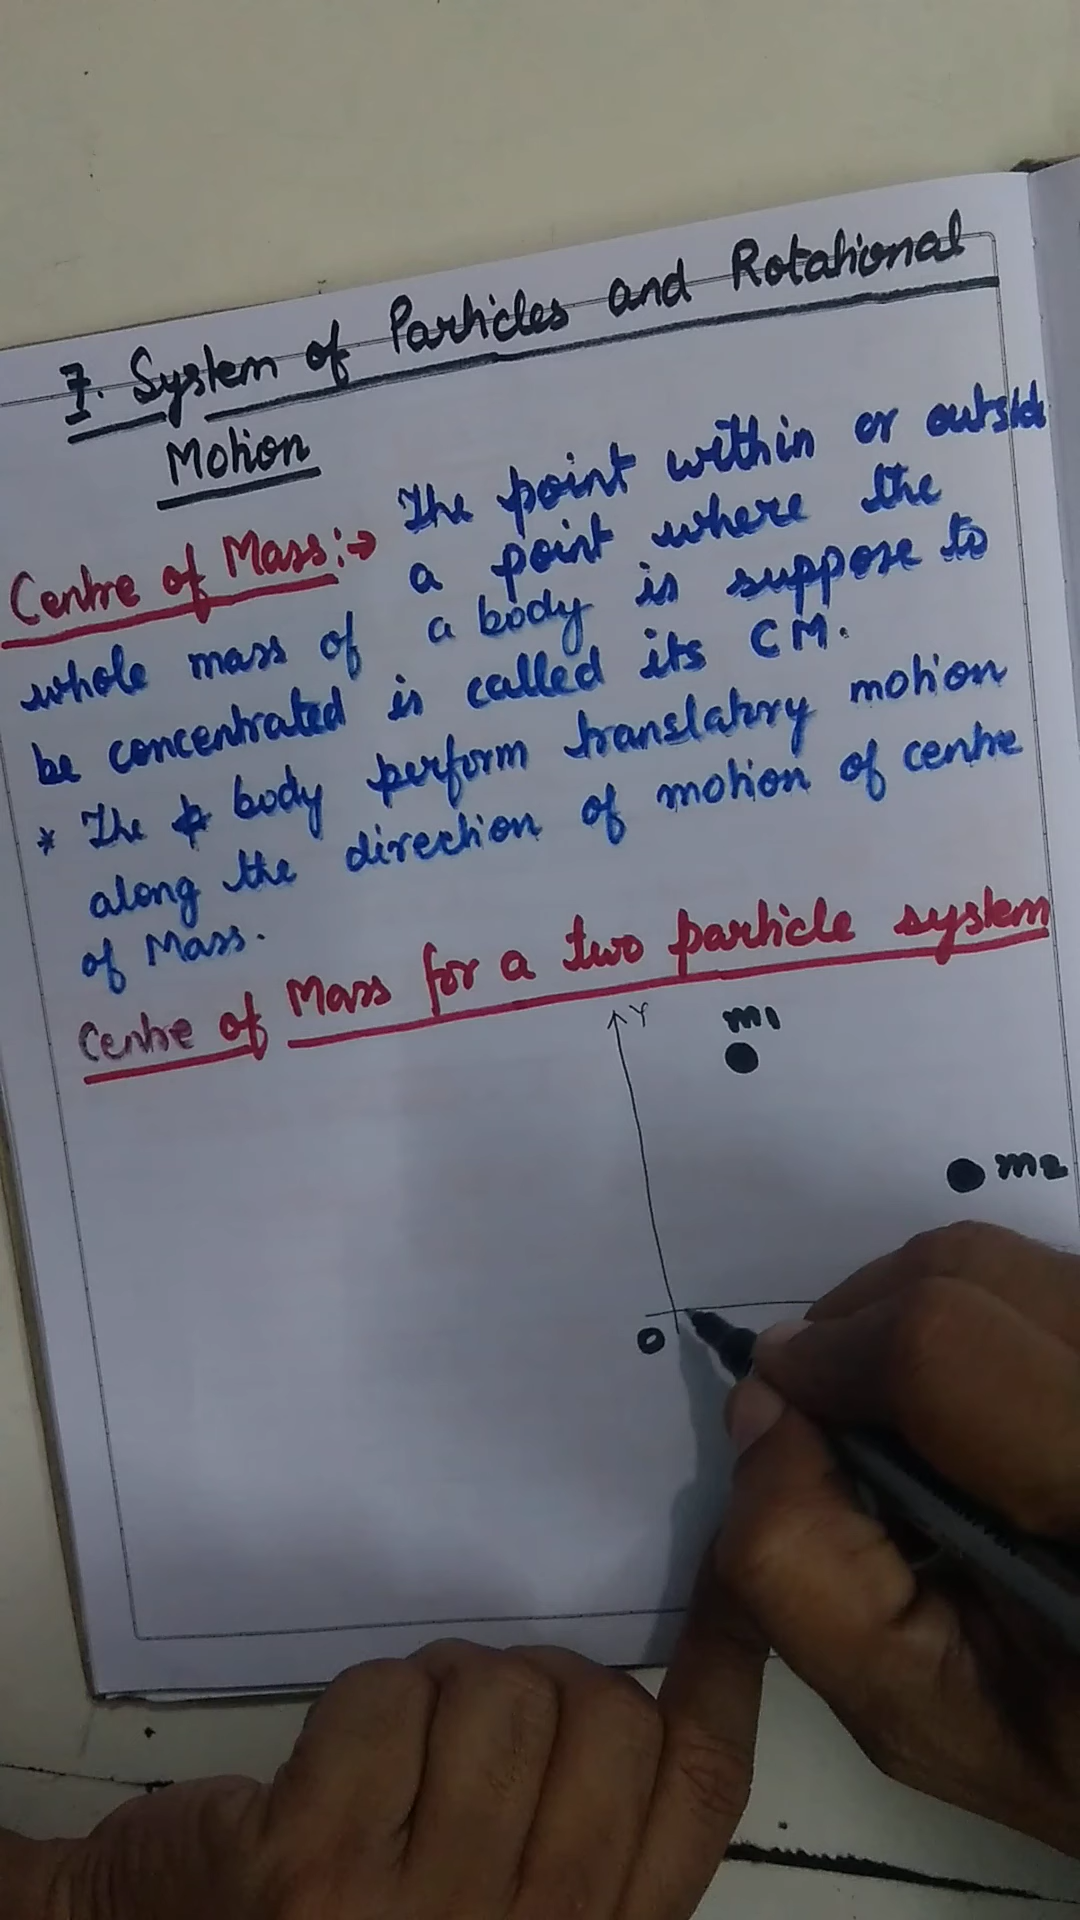 7. System of Particles and Rotational
Motion
Centre of Mass:→ The point within or outside
a point where the
whole mass of a body is suppose to
be concentrated is called its CM.
* The body perform translatory motion
along the direction of motion of centre
of Mass.
Centre of Mass for a two particle system
Y
m1
m2
O